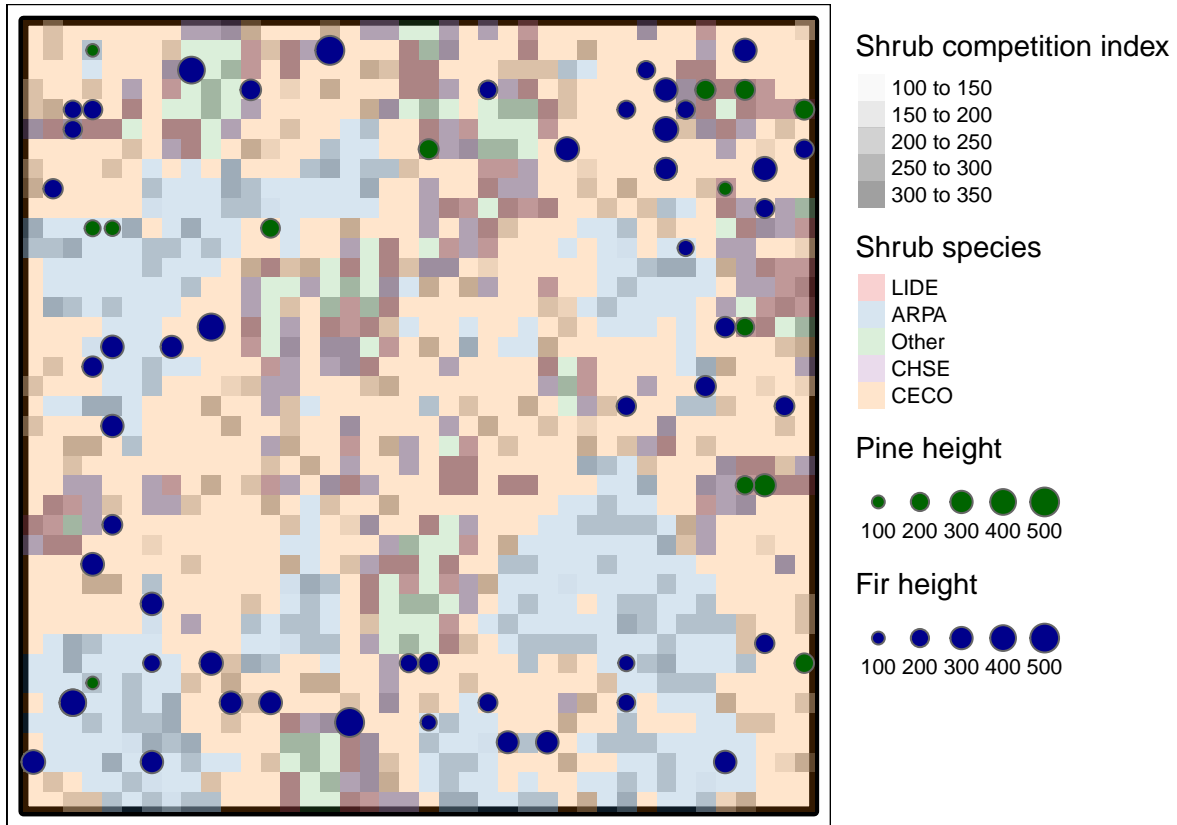 Shrub competition index
100 to 150
150 to 200
200 to 250
250 to 300
300 to 350
Shrub species
LIDE
ARPA
Other
CHSE
CECO
Pine height
100 200 300 400 500
Fir height
100 200 300 400 500